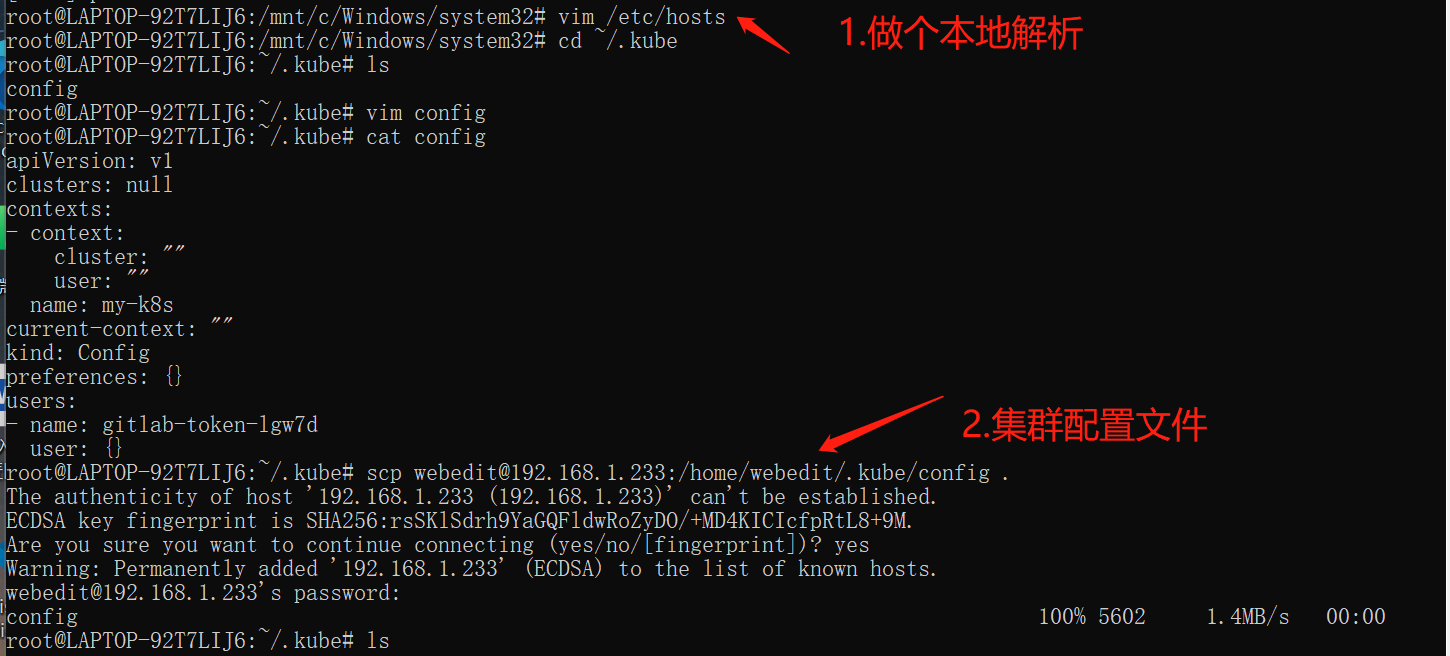 root@LAPTOP-92T7LIJ6:/mnt/c/Windows/system32# vim /etc/hosts
1.做个本地解析
root@LAPTOP-92T7LIJ6:/mnt/c/Windows/system32# cd ~/.kube
root@LAPTOP-92T7LIJ6:~/.kube# ls
config
root@LAPTOP-92T7LIJ6:~/.kube# vim config
root@LAPTOP-92T7LIJ6:~/.kube# cat config
apiVersion: v1
clusters: null
contexts:
- context:
    cluster: ""
    user: ""
  name: my-k8s
current-context: ""
kind: Config
preferences: {}
users:
- name: gitlab-token-lgw7d
  user: {}
2.集群配置文件
root@LAPTOP-92T7LIJ6:~/.kube# scp webedit@192.168.1.233:/home/webedit/.kube/config .
The authenticity of host '192.168.1.233 (192.168.1.233)' can't be established.
ECDSA key fingerprint is SHA256:rsSKlSdrh9YaGQFldwRoZyDO/+MD4KICIcfpRtL8+9M.
Are you sure you want to continue connecting (yes/no/[fingerprint])? yes
Warning: Permanently added '192.168.1.233' (ECDSA) to the list of known hosts.
webedit@192.168.1.233's password:
config 100% 5602 1.4MB/s 00:00
root@LAPTOP-92T7LIJ6:~/.kube# ls